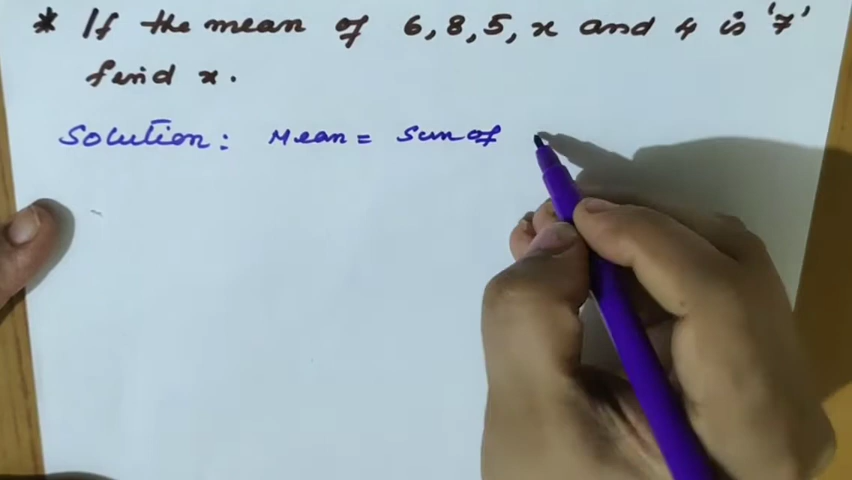 * If the mean of 6, 8, 5, x and 4 is '7'
find x.
Solution: Mean = Sum of